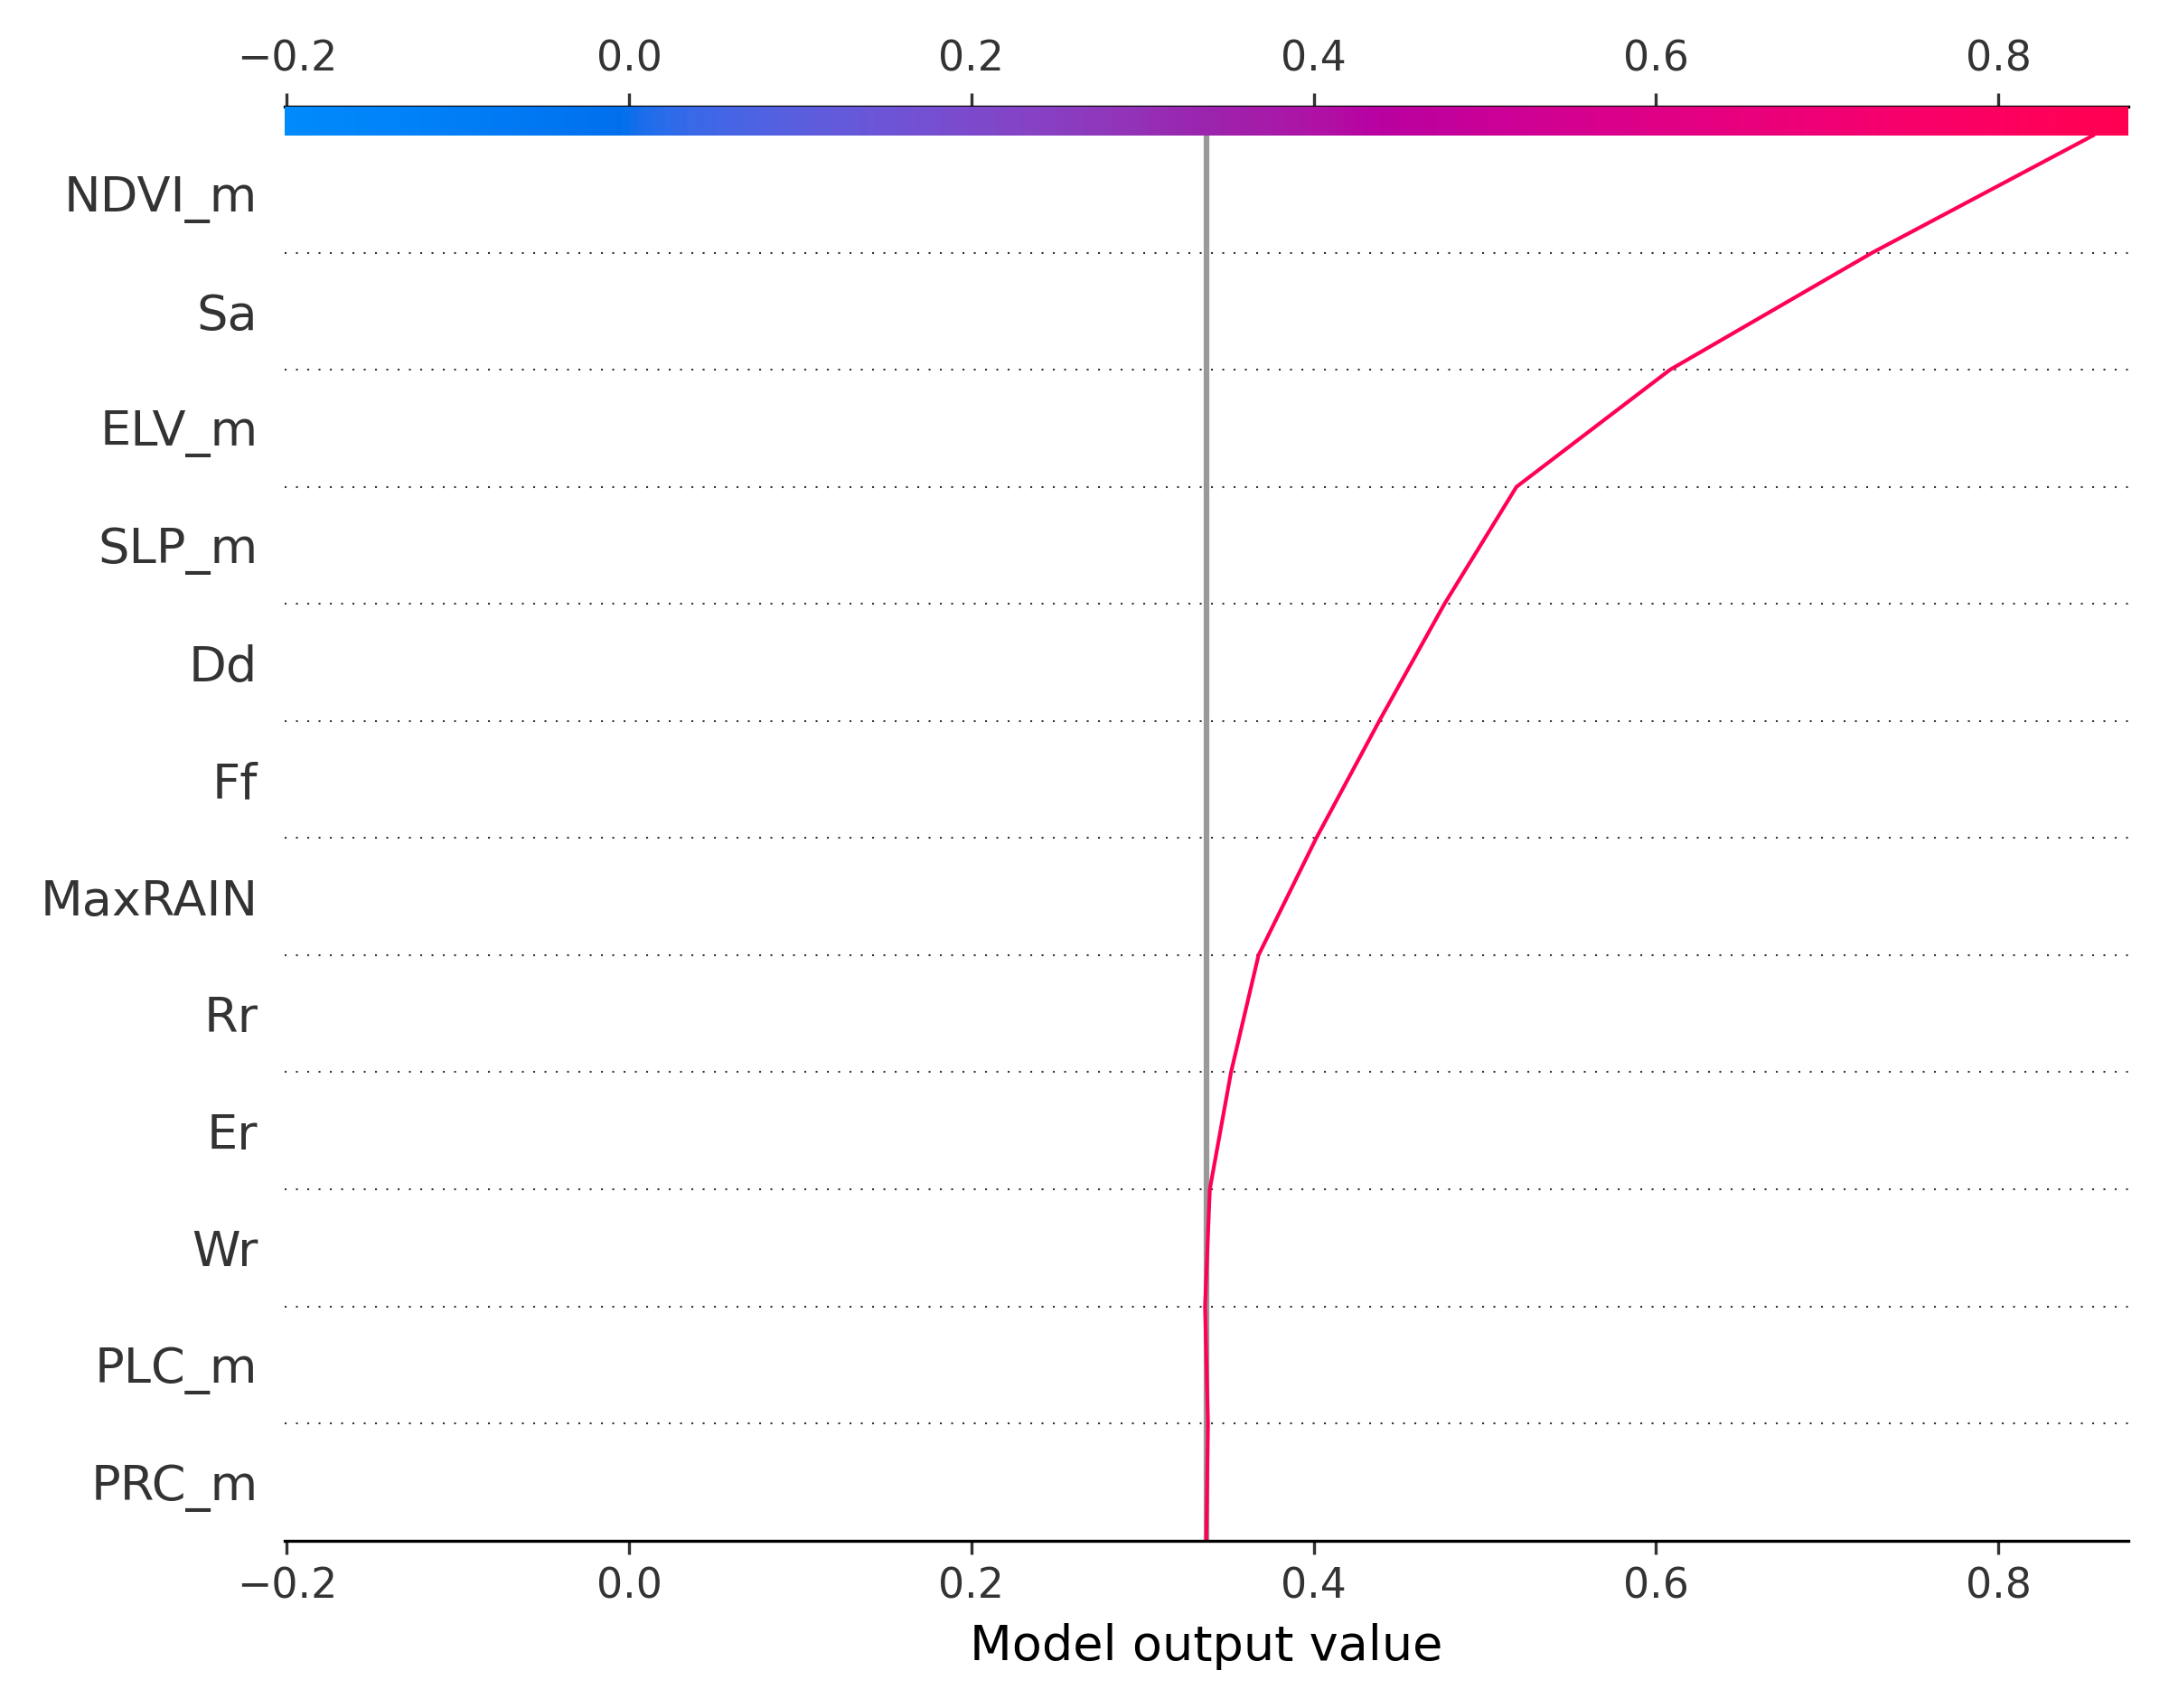 −0.2 0.0 0.2 0.4 0.6 0.8
NDVI_m
Sa
ELV_m
SLP_m
Dd
Ff
MaxRAIN
Rr
Er
Wr
PLC_m
PRC_m
−0.2 0.0 0.2 0.4 0.6 0.8
Model output value